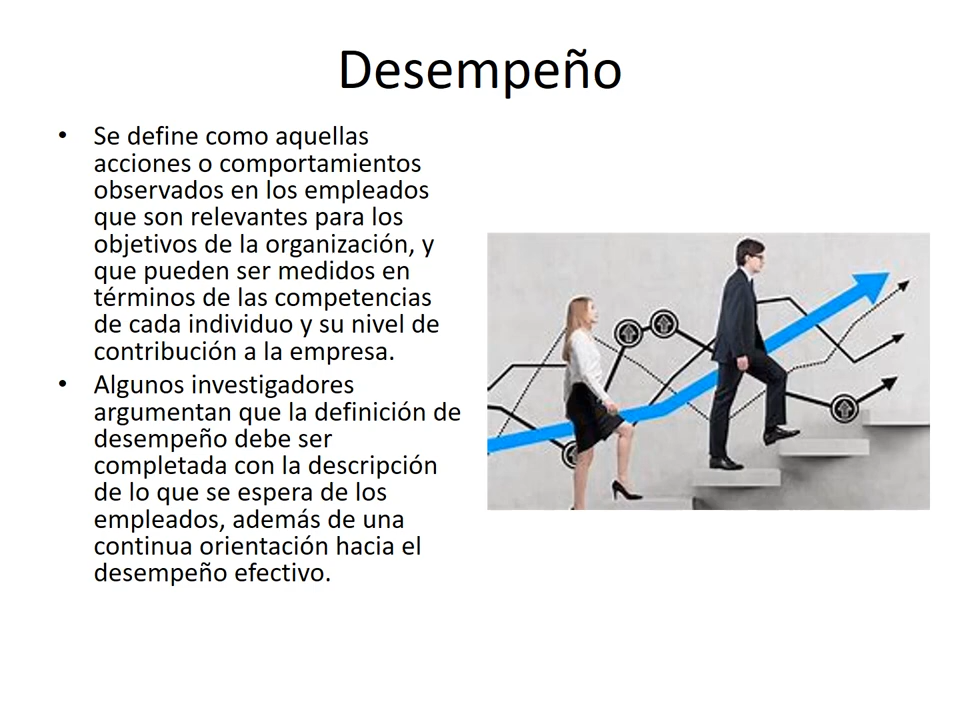 Desempeño
• Se define como aquellas
acciones o comportamientos
observados en los empleados
que son relevantes para los
objetivos de la organización, y
que pueden ser medidos en
términos de las competencias
de cada individuo y su nivel de
contribución a la empresa.
• Algunos investigadores
argumentan que la definición de
desempeño debe ser
completada con la descripción
de lo que se espera de los
empleados, además de una
continua orientación hacia el
desempeño efectivo.